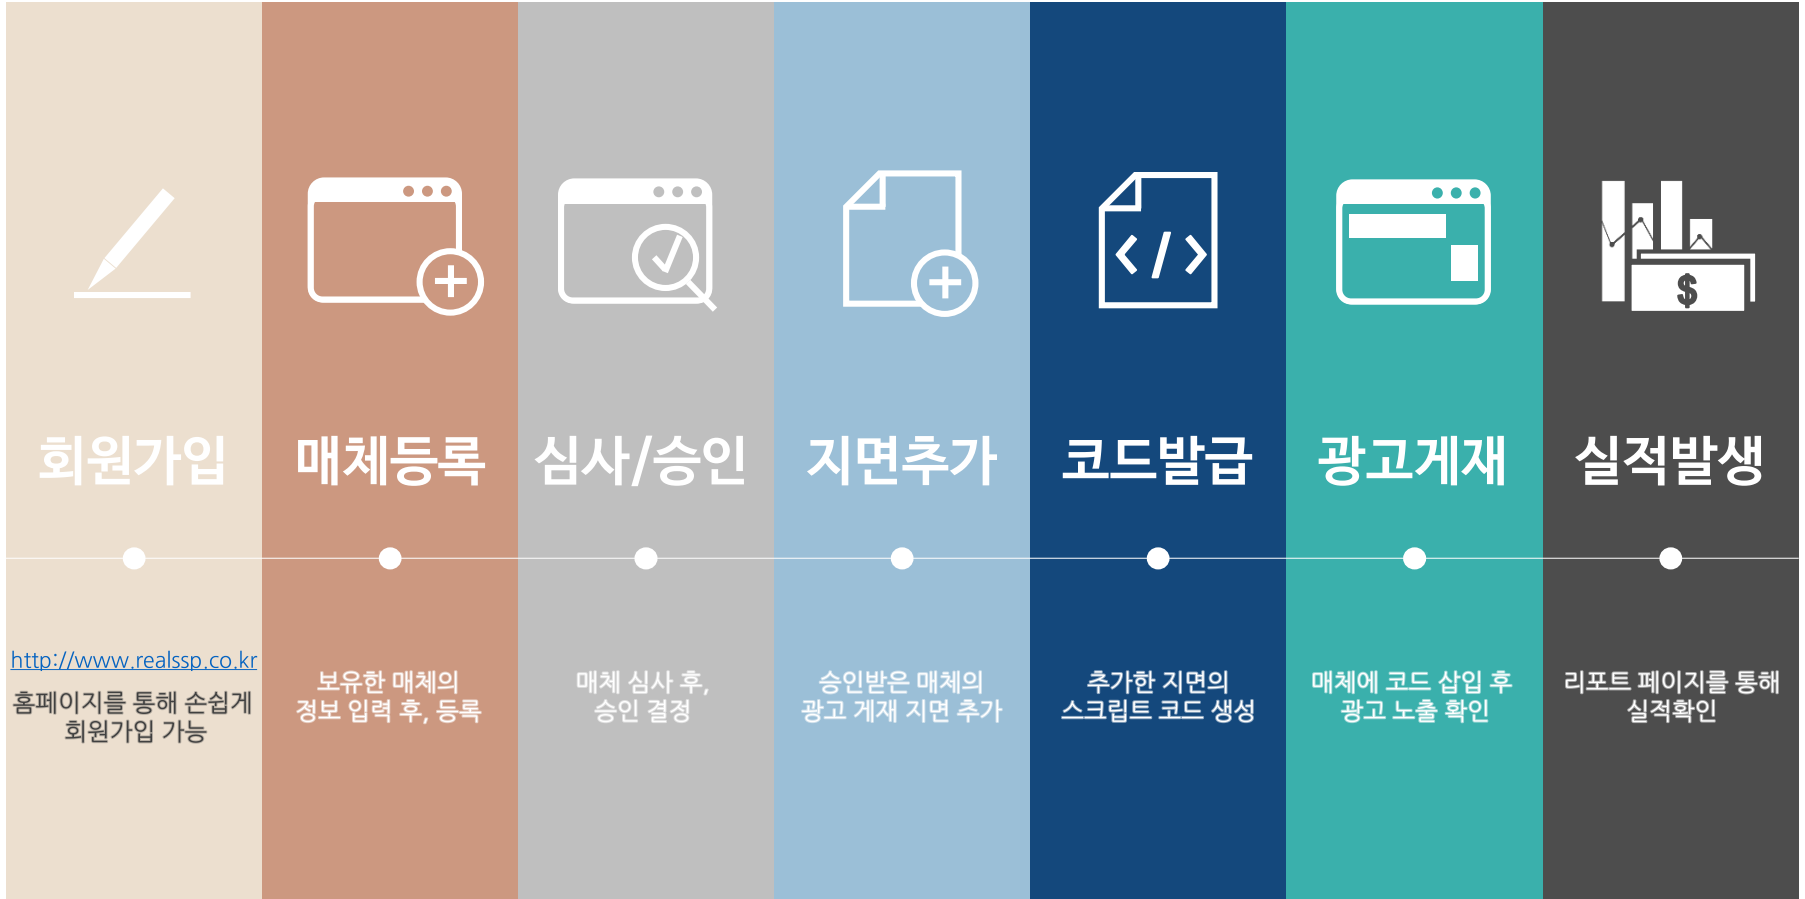 회원가입
http://www.realssp.co.kr
홈페이지를 통해 손쉽게
회원가입 가능
매체등록
보유한 매체의
정보 입력 후, 등록
심사/승인
매체 심사 후,
승인 결정
지면추가
승인받은 매체의
광고 게재 지면 추가
코드발급
추가한 지면의
스크립트 코드 생성
광고게재
매체에 코드 삽입 후
광고 노출 확인
$
실적발생
리포트 페이지를 통해
실적확인